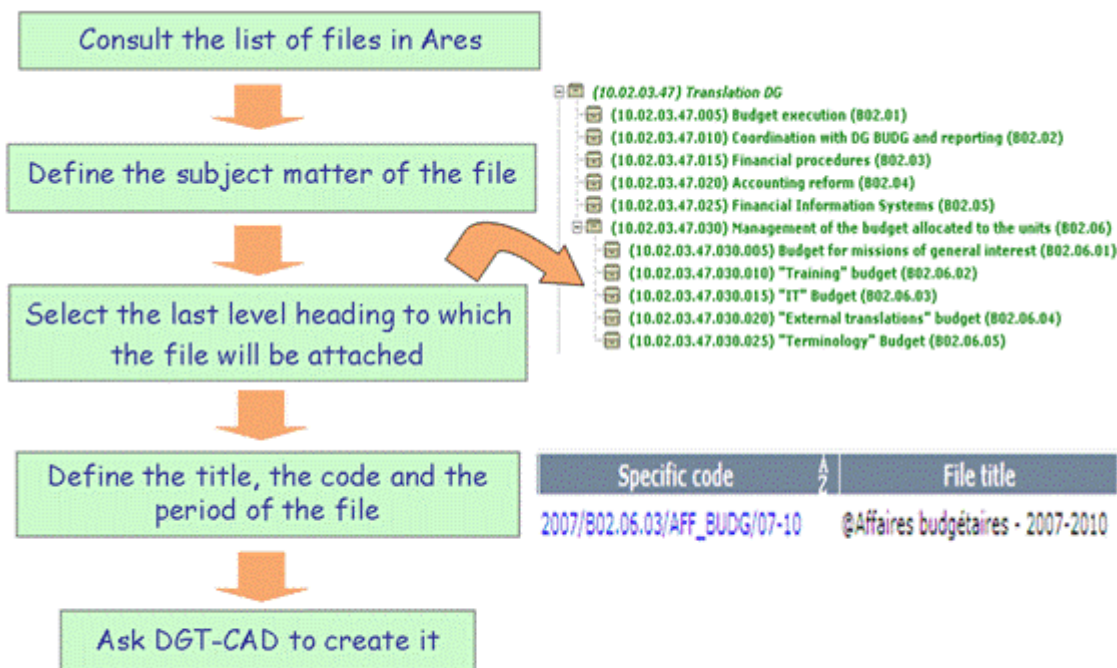 Consult the list of files in Ares
Define the subject matter of the file
Select the last level heading to which
the file will be attached
Define the title, the code and the
period of the file
Ask DGT-CAD to create it
(10.02.03.47) Translation DG
(10.02.03.47.005) Budget execution (B02.01)
(10.02.03.47.010) Coordination with DG BUDG and reporting (B02.02)
(10.02.03.47.015) Financial procedures (B02.03)
(10.02.03.47.020) Accounting reform (B02.04)
(10.02.03.47.025) Financial Information Systems (B02.05)
(10.02.03.47.030) Management of the budget allocated to the units (B02.06)
(10.02.03.47.030.005) Budget for missions of general interest (B02.06.01)
(10.02.03.47.030.010) "Training" budget (B02.06.02)
(10.02.03.47.030.015) "IT" Budget (B02.06.03)
(10.02.03.47.030.020) "External translations" budget (B02.06.04)
(10.02.03.47.030.025) "Terminology" Budget (B02.06.05)
Specific code A Z File title
2007/B02.06.03/AFF_BUDG/07-10 @Affaires budgétaires - 2007-2010